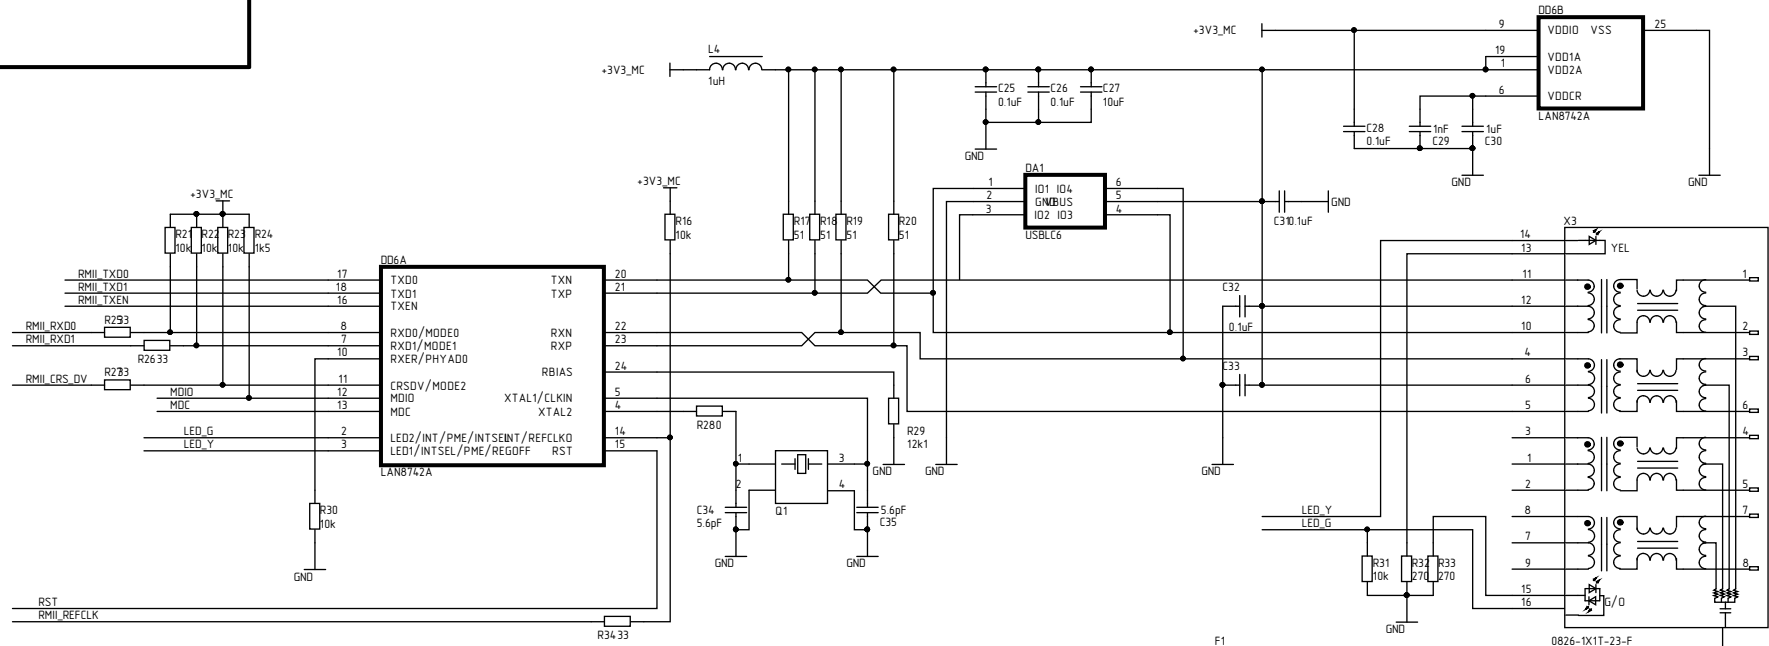 DD6B
+3V3_MC
9 VDDIO VSS 25
19 VDD1A
1 VDD2A
6 VDDCR
LAN8742A
+3V3_MC
L4
1uH
C25
0.1uF
C26
0.1uF
C27
10uF
GND
C28
0.1uF
1nF
C29
1uF
C30
GND
GND
DA1
1 IO1 IO4 6
2 GND VBUS 5
3 IO2 IO3 4
USBLC6
C31 0.1uF
GND
+3V3_MC
R21
10k
R22
10k
R23
10k
R24
1k5
+3V3_MC
R16
10k
R17
51
R18
51
R19
51
R20
51
DD6A
RMII_TXD0 17 TXD0 TXN 20
RMII_TXD1 18 TXD1 TXP 21
RMII_TXEN 16 TXEN
RMII_RXD0 R25 33 8 RXD0/MODE0 RXN 22
RMII_RXD1 R26 33 7 RXD1/MODE1 RXP 23
10 RXER/PHYAD0
RBIAS 24
RMII_CRS_DV R27 33 11 CRSDV/MODE2
MDIO 12 MDIO XTAL1/CLKIN 5
MDC 13 MDC XTAL2 4
LED_G 2 LED2/INT/PME/INTSEL INT/REFCLKO 14
LED_Y 3 LED1/INTSEL/PME/REGOFF RST 15
LAN8742A
R28 0
R29
12k1
GND
GND
1 3
2 4
Q1
C34
5.6pF
5.6pF
C35
GND
GND
R30
10k
GND
RST
RMII_REFCLK
R34 33
C32
0.1uF
C33
GND
X3
14
13
YEL
11
12
10
4
6
5
3
1
2
8
7
9
15
16
G/O
1
2
3
6
4
5
7
8
LED_Y
LED_G
R31
10k
R32
270
R33
270
GND
F1
0826-1X1T-23-F